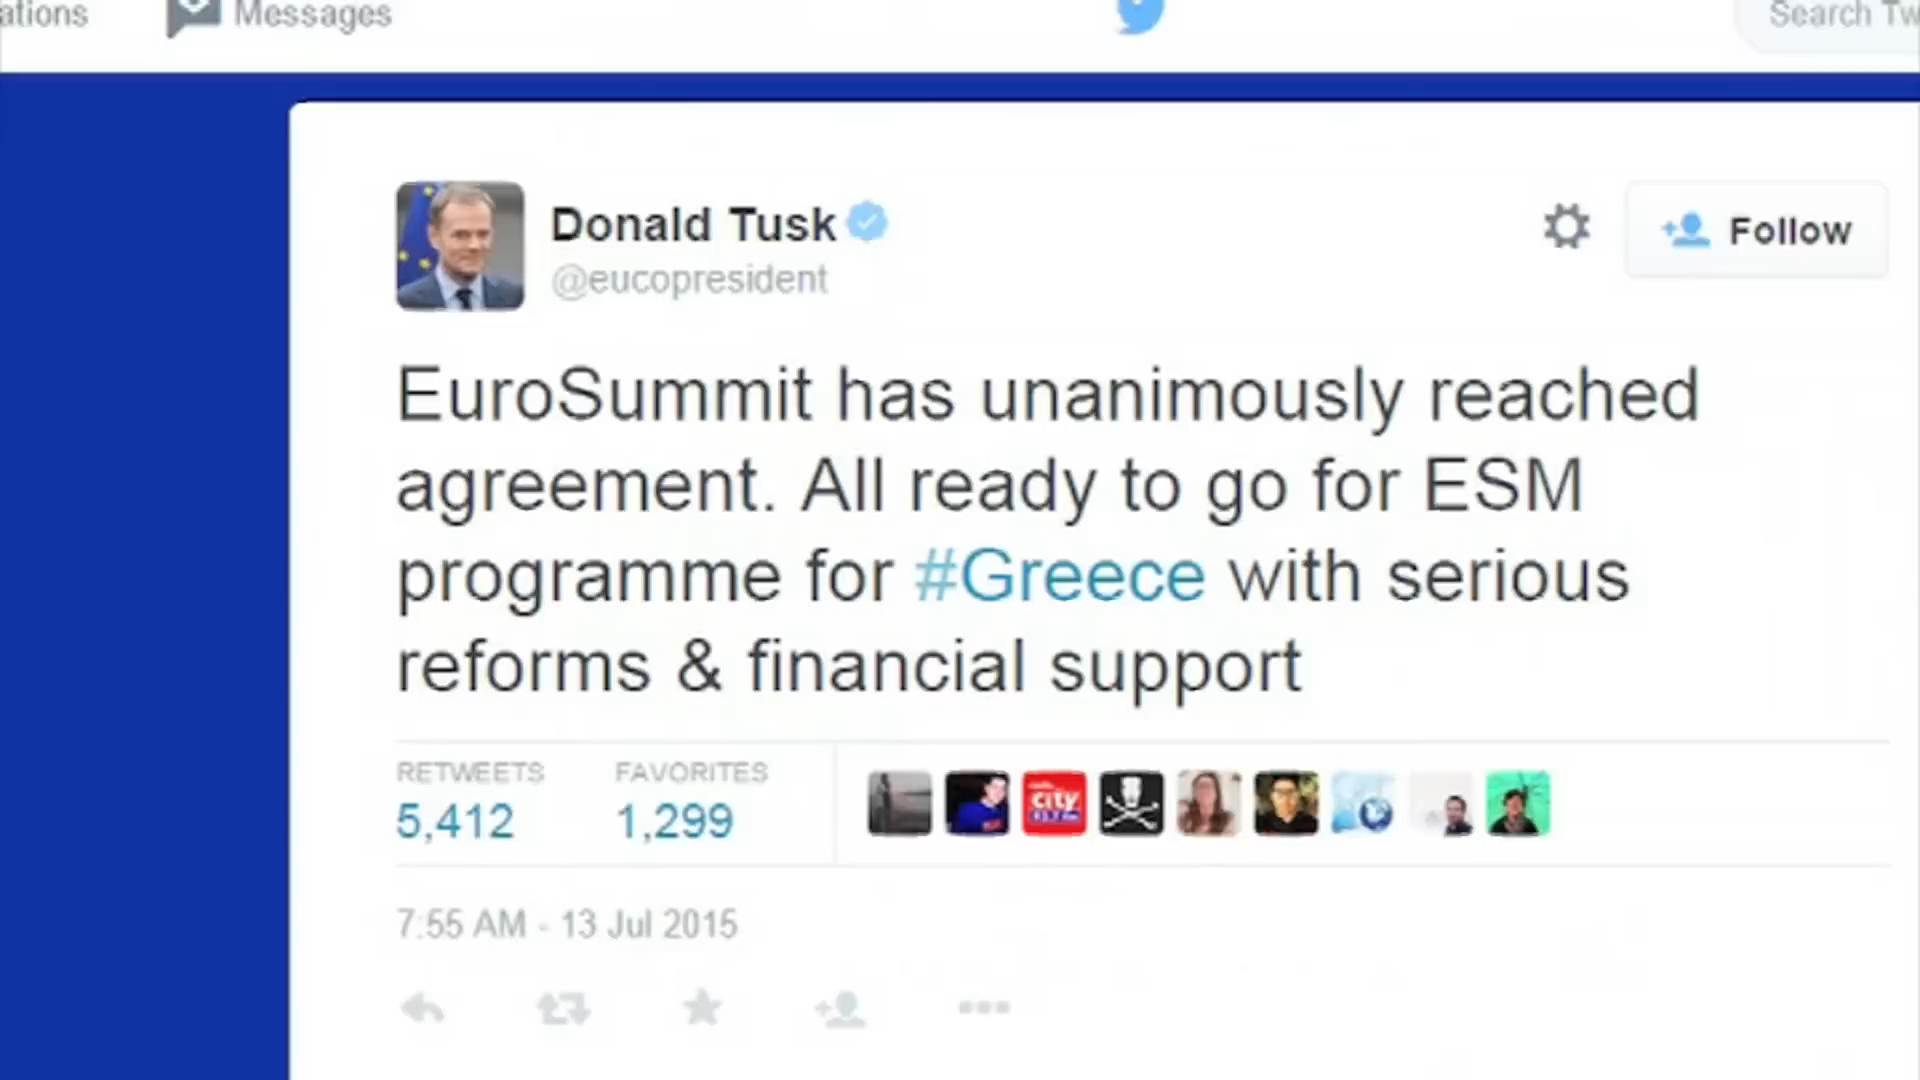 ations Messages Search Tw
Donald Tusk
@eucopresident
Follow
EuroSummit has unanimously reached
agreement. All ready to go for ESM
programme for #Greece with serious
reforms & financial support
RETWEETS FAVORITES
5,412 1,299
city
7:55 AM - 13 Jul 2015